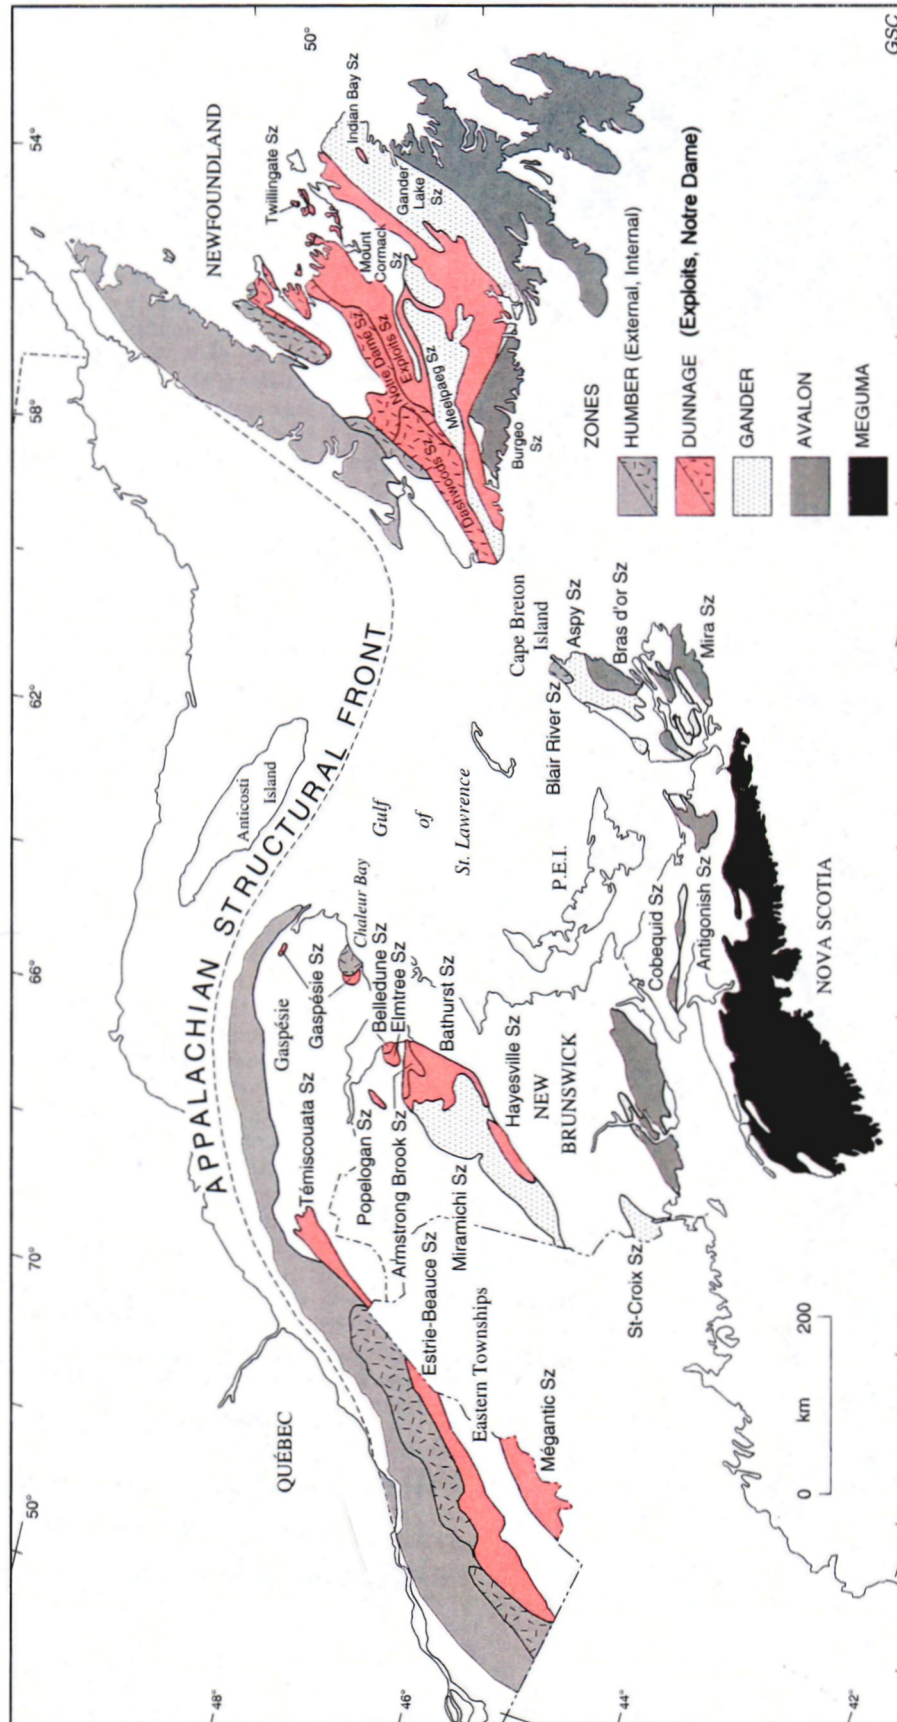 50°
70°
66°
62°
58°
54°
50°
48°
46°
44°
42°
QUÉBEC
APPALACHIAN STRUCTURAL FRONT
Anticosti
Island
NEWFOUNDLAND
Twillingate Sz
Indian Bay Sz
Mount
Cormack
Sz
Gander
Lake
Sz
Notre Dame Sz
Exploits Sz
Meelpaeg Sz
Dashwoods Sz
Burgeo
Sz
Gaspésie
Gaspésie Sz
Témiscouata Sz
Chaleur Bay
Gulf
of
St. Lawrence
Popelogan Sz
Armstrong Brook Sz
Belledune Sz
Elmtree Sz
Bathurst Sz
Estrie-Beauce Sz
Miramichi Sz
Hayesville Sz
Eastern Townships
Mégantic Sz
NEW
BRUNSWICK
P.E.I.
St-Croix Sz
Cape Breton
Island
Blair River Sz
Aspy Sz
Bras d'or Sz
Mira Sz
Cobequid Sz
Antigonish Sz
NOVA SCOTIA
0
km
200
ZONES
HUMBER (External, Internal)
DUNNAGE (Exploits, Notre Dame)
GANDER
AVALON
MEGUMA
GSC